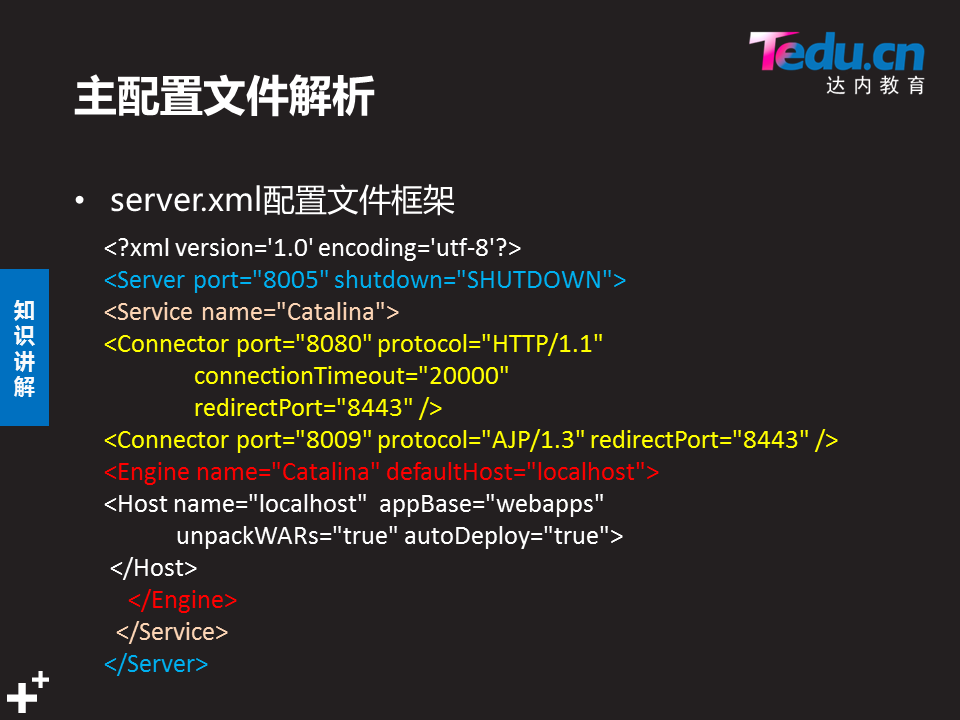 Tedu.cn
达内教育
主配置文件解析
• server.xml配置文件框架
<?xml version='1.0' encoding='utf-8'?>
<Server port="8005" shutdown="SHUTDOWN">
<Service name="Catalina">
<Connector port="8080" protocol="HTTP/1.1"
connectionTimeout="20000"
redirectPort="8443" />
<Connector port="8009" protocol="AJP/1.3" redirectPort="8443" />
<Engine name="Catalina" defaultHost="localhost">
<Host name="localhost"  appBase="webapps"
unpackWARs="true" autoDeploy="true">
</Host>
</Engine>
</Service>
</Server>
知识讲解